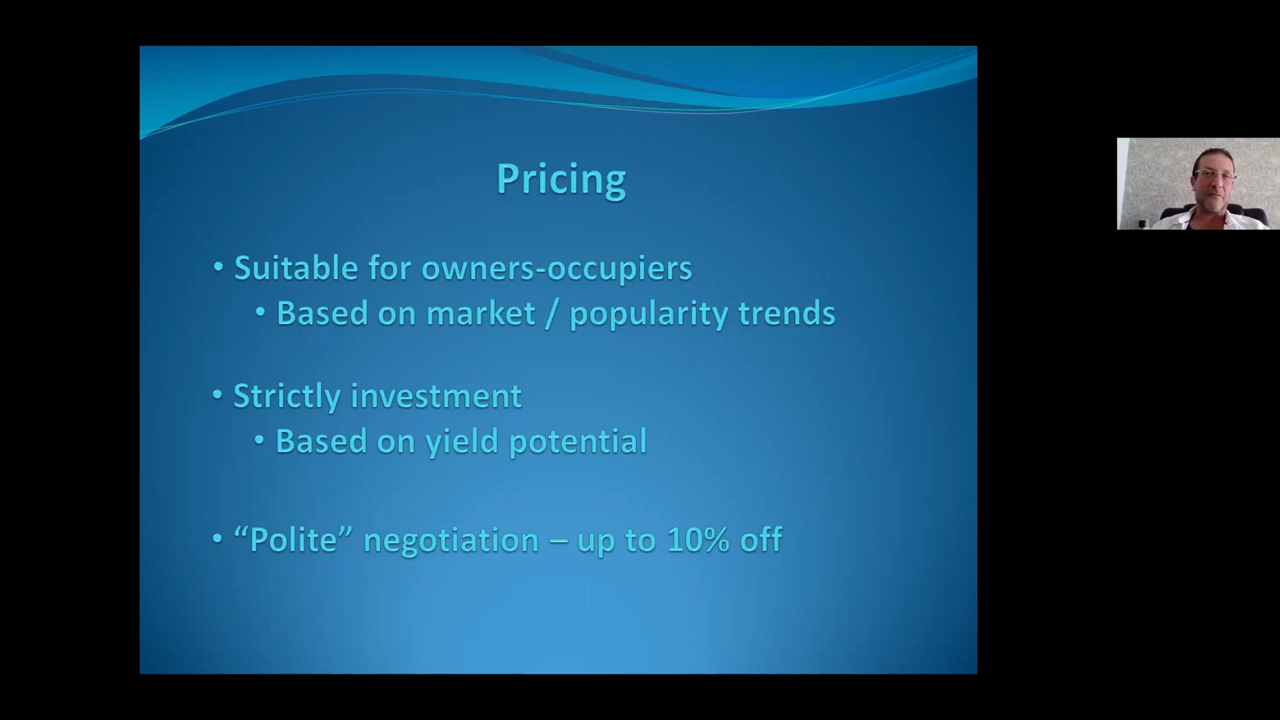 Pricing
• Suitable for owners-occupiers
• Based on market / popularity trends
• Strictly investment
• Based on yield potential
• “Polite” negotiation – up to 10% off